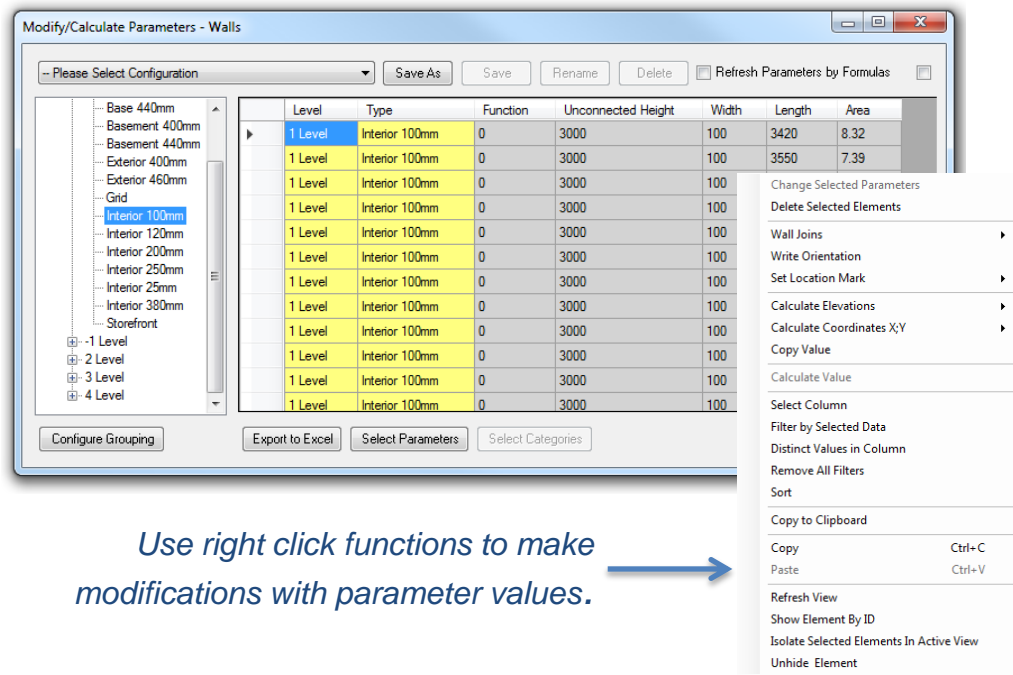 Modify/Calculate Parameters - Walls
-- Please Select Configuration Save As Save Rename Delete Refresh Parameters by Formulas
Base 440mm
Basement 400mm
Basement 440mm
Exterior 400mm
Exterior 460mm
Grid
Interior 100mm
Interior 120mm
Interior 200mm
Interior 250mm
Interior 25mm
Interior 380mm
Storefront
-1 Level
2 Level
3 Level
4 Level
Level Type Function Unconnected Height Width Length Area
1 Level Interior 100mm 0 3000 100 3420 8.32
1 Level Interior 100mm 0 3000 100 3550 7.39
1 Level Interior 100mm 0 3000 100
1 Level Interior 100mm 0 3000 100
1 Level Interior 100mm 0 3000 100
1 Level Interior 100mm 0 3000 100
1 Level Interior 100mm 0 3000 100
1 Level Interior 100mm 0 3000 100
1 Level Interior 100mm 0 3000 100
1 Level Interior 100mm 0 3000 100
1 Level Interior 100mm 0 3000 100
1 Level Interior 100mm 0 3000 100
Configure Grouping Export to Excel Select Parameters Select Categories
Change Selected Parameters
Delete Selected Elements
Wall Joins
Write Orientation
Set Location Mark
Calculate Elevations
Calculate Coordinates X;Y
Copy Value
Calculate Value
Select Column
Filter by Selected Data
Distinct Values in Column
Remove All Filters
Sort
Copy to Clipboard
Copy Ctrl+C
Paste Ctrl+V
Refresh View
Show Element By ID
Isolate Selected Elements In Active View
Unhide Element
Use right click functions to make
modifications with parameter values.